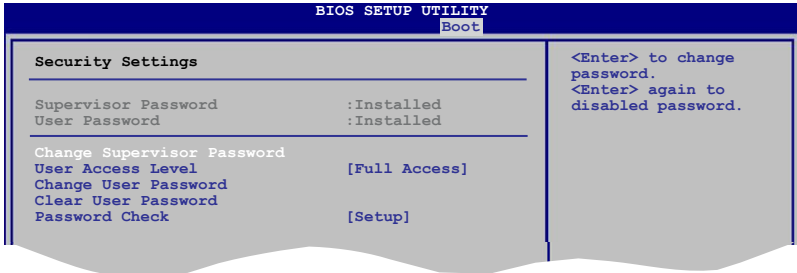 BIOS SETUP UTILITY
Boot
Security Settings
Supervisor Password :Installed
User Password :Installed
Change Supervisor Password
User Access Level [Full Access]
Change User Password
Clear User Password
Password Check [Setup]
<Enter> to change
password.
<Enter> again to
disabled password.